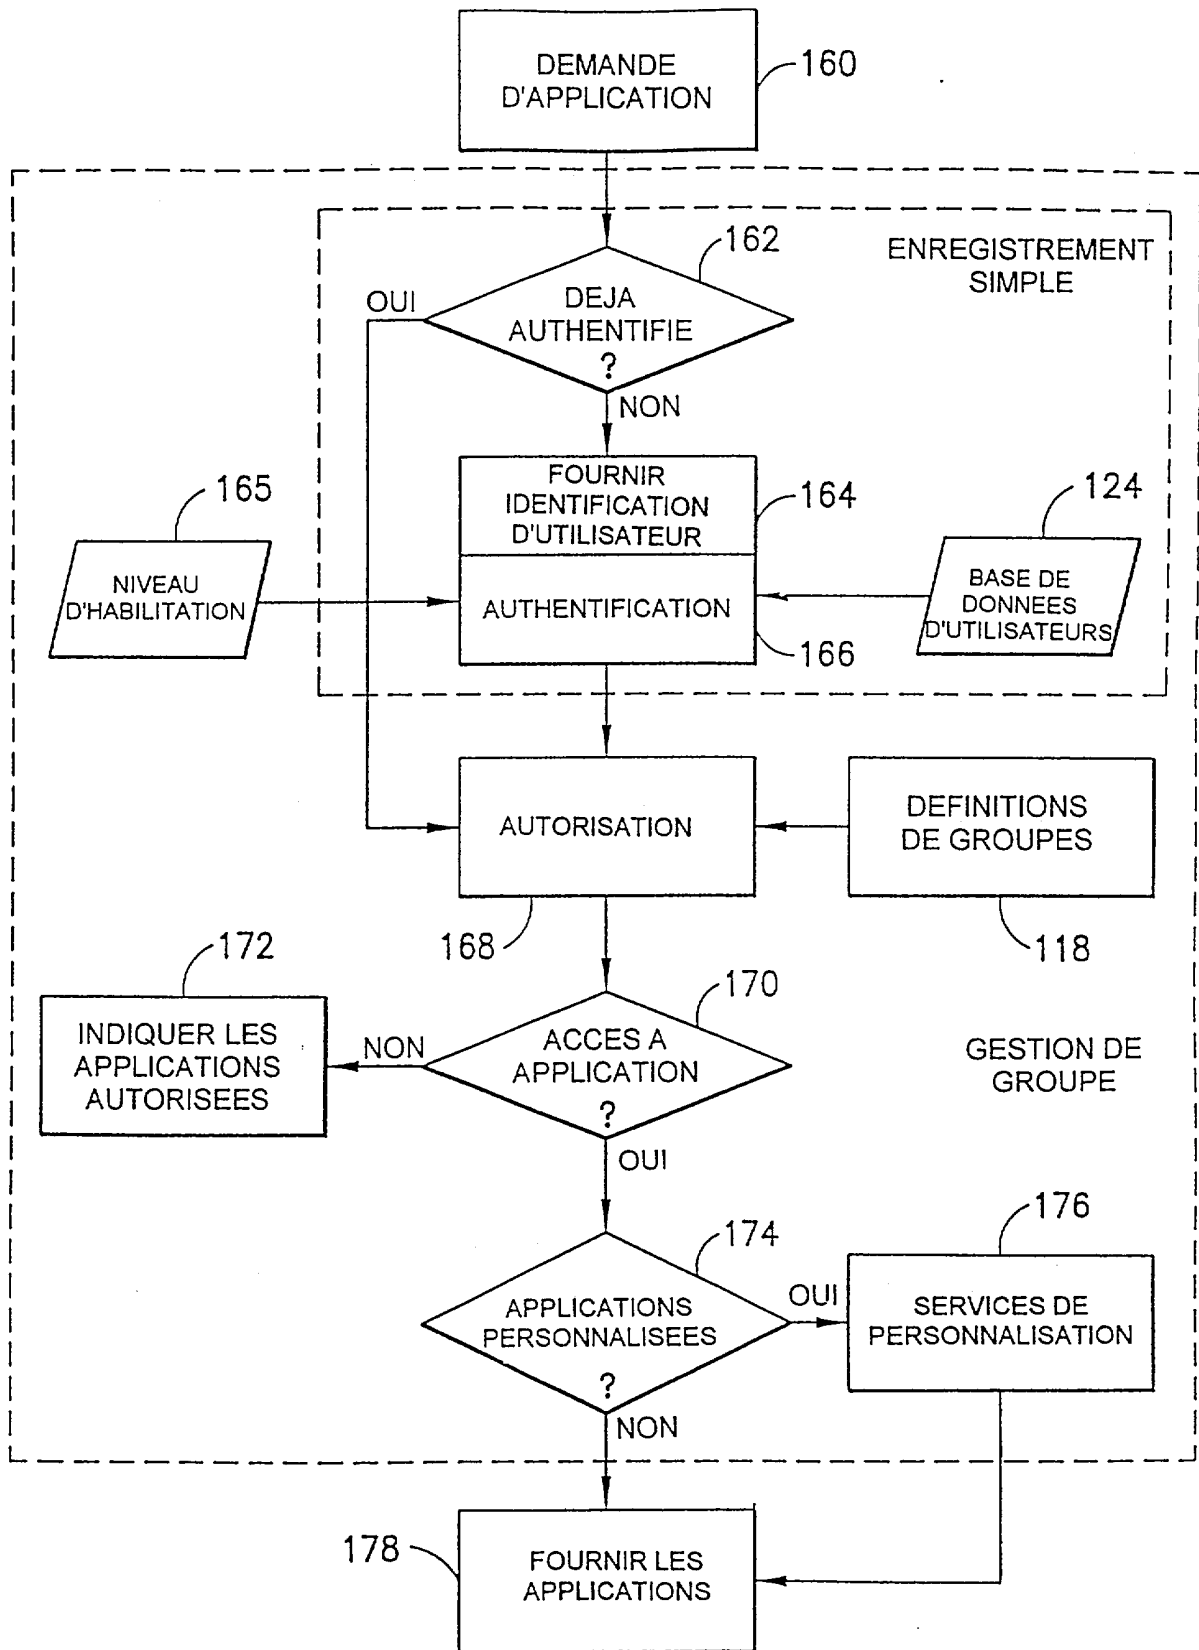 DEMANDE
D'APPLICATION
160
162
ENREGISTREMENT
SIMPLE
OUI
DEJA
AUTHENTIFIE
?
NON
165
FOURNIR
IDENTIFICATION
D'UTILISATEUR
164
124
NIVEAU
D'HABILITATION
AUTHENTIFICATION
166
BASE DE
DONNEES
D'UTILISATEURS
AUTORISATION
168
DEFINITIONS
DE GROUPES
118
172
170
INDIQUER LES
APPLICATIONS
AUTORISEES
NON
ACCES A
APPLICATION
?
GESTION DE
GROUPE
OUI
174
176
APPLICATIONS
PERSONNALISEES
?
OUI
SERVICES DE
PERSONNALISATION
NON
178
FOURNIR LES
APPLICATIONS